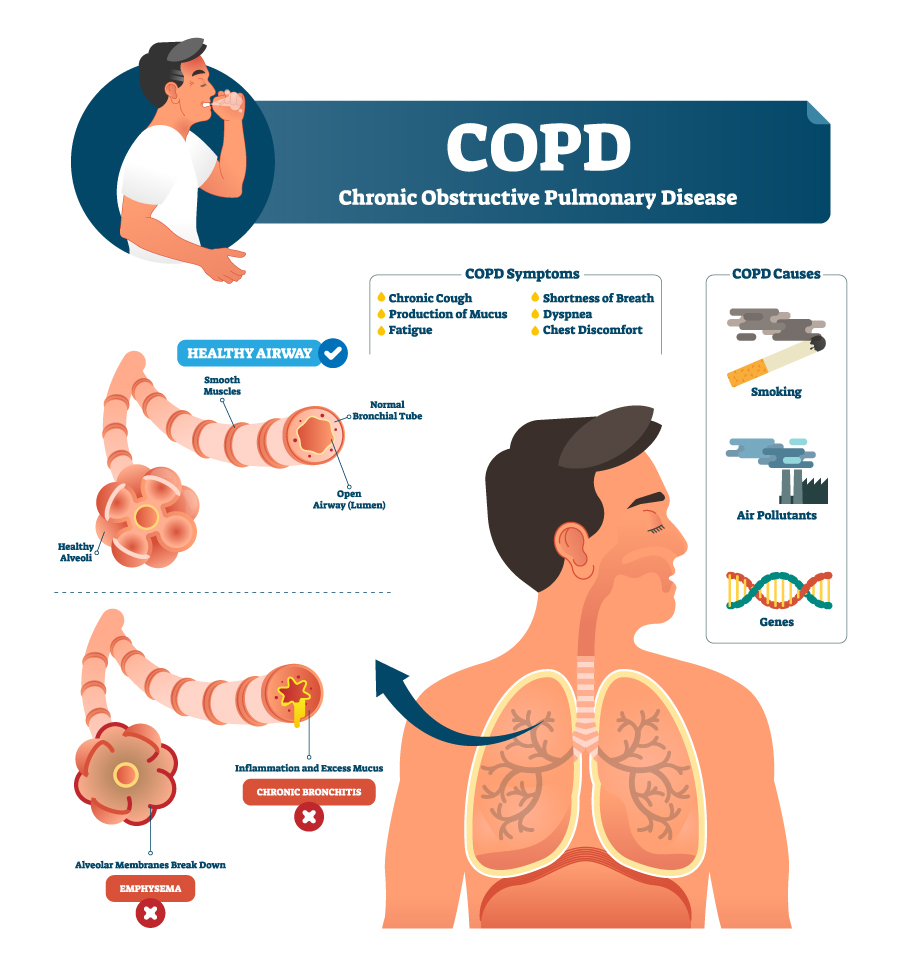 COPD
Chronic Obstructive Pulmonary Disease
COPD Symptoms
Chronic Cough
Production of Mucus
Fatigue
Shortness of Breath
Dyspnea
Chest Discomfort
COPD Causes
Smoking
Air Pollutants
Genes
HEALTHY AIRWAY
Smooth
Muscles
Normal
Bronchial Tube
Open
Airway (Lumen)
Healthy
Alveoli
Inflammation and Excess Mucus
CHRONIC BRONCHITIS
Alveolar Membranes Break Down
EMPHYSEMA